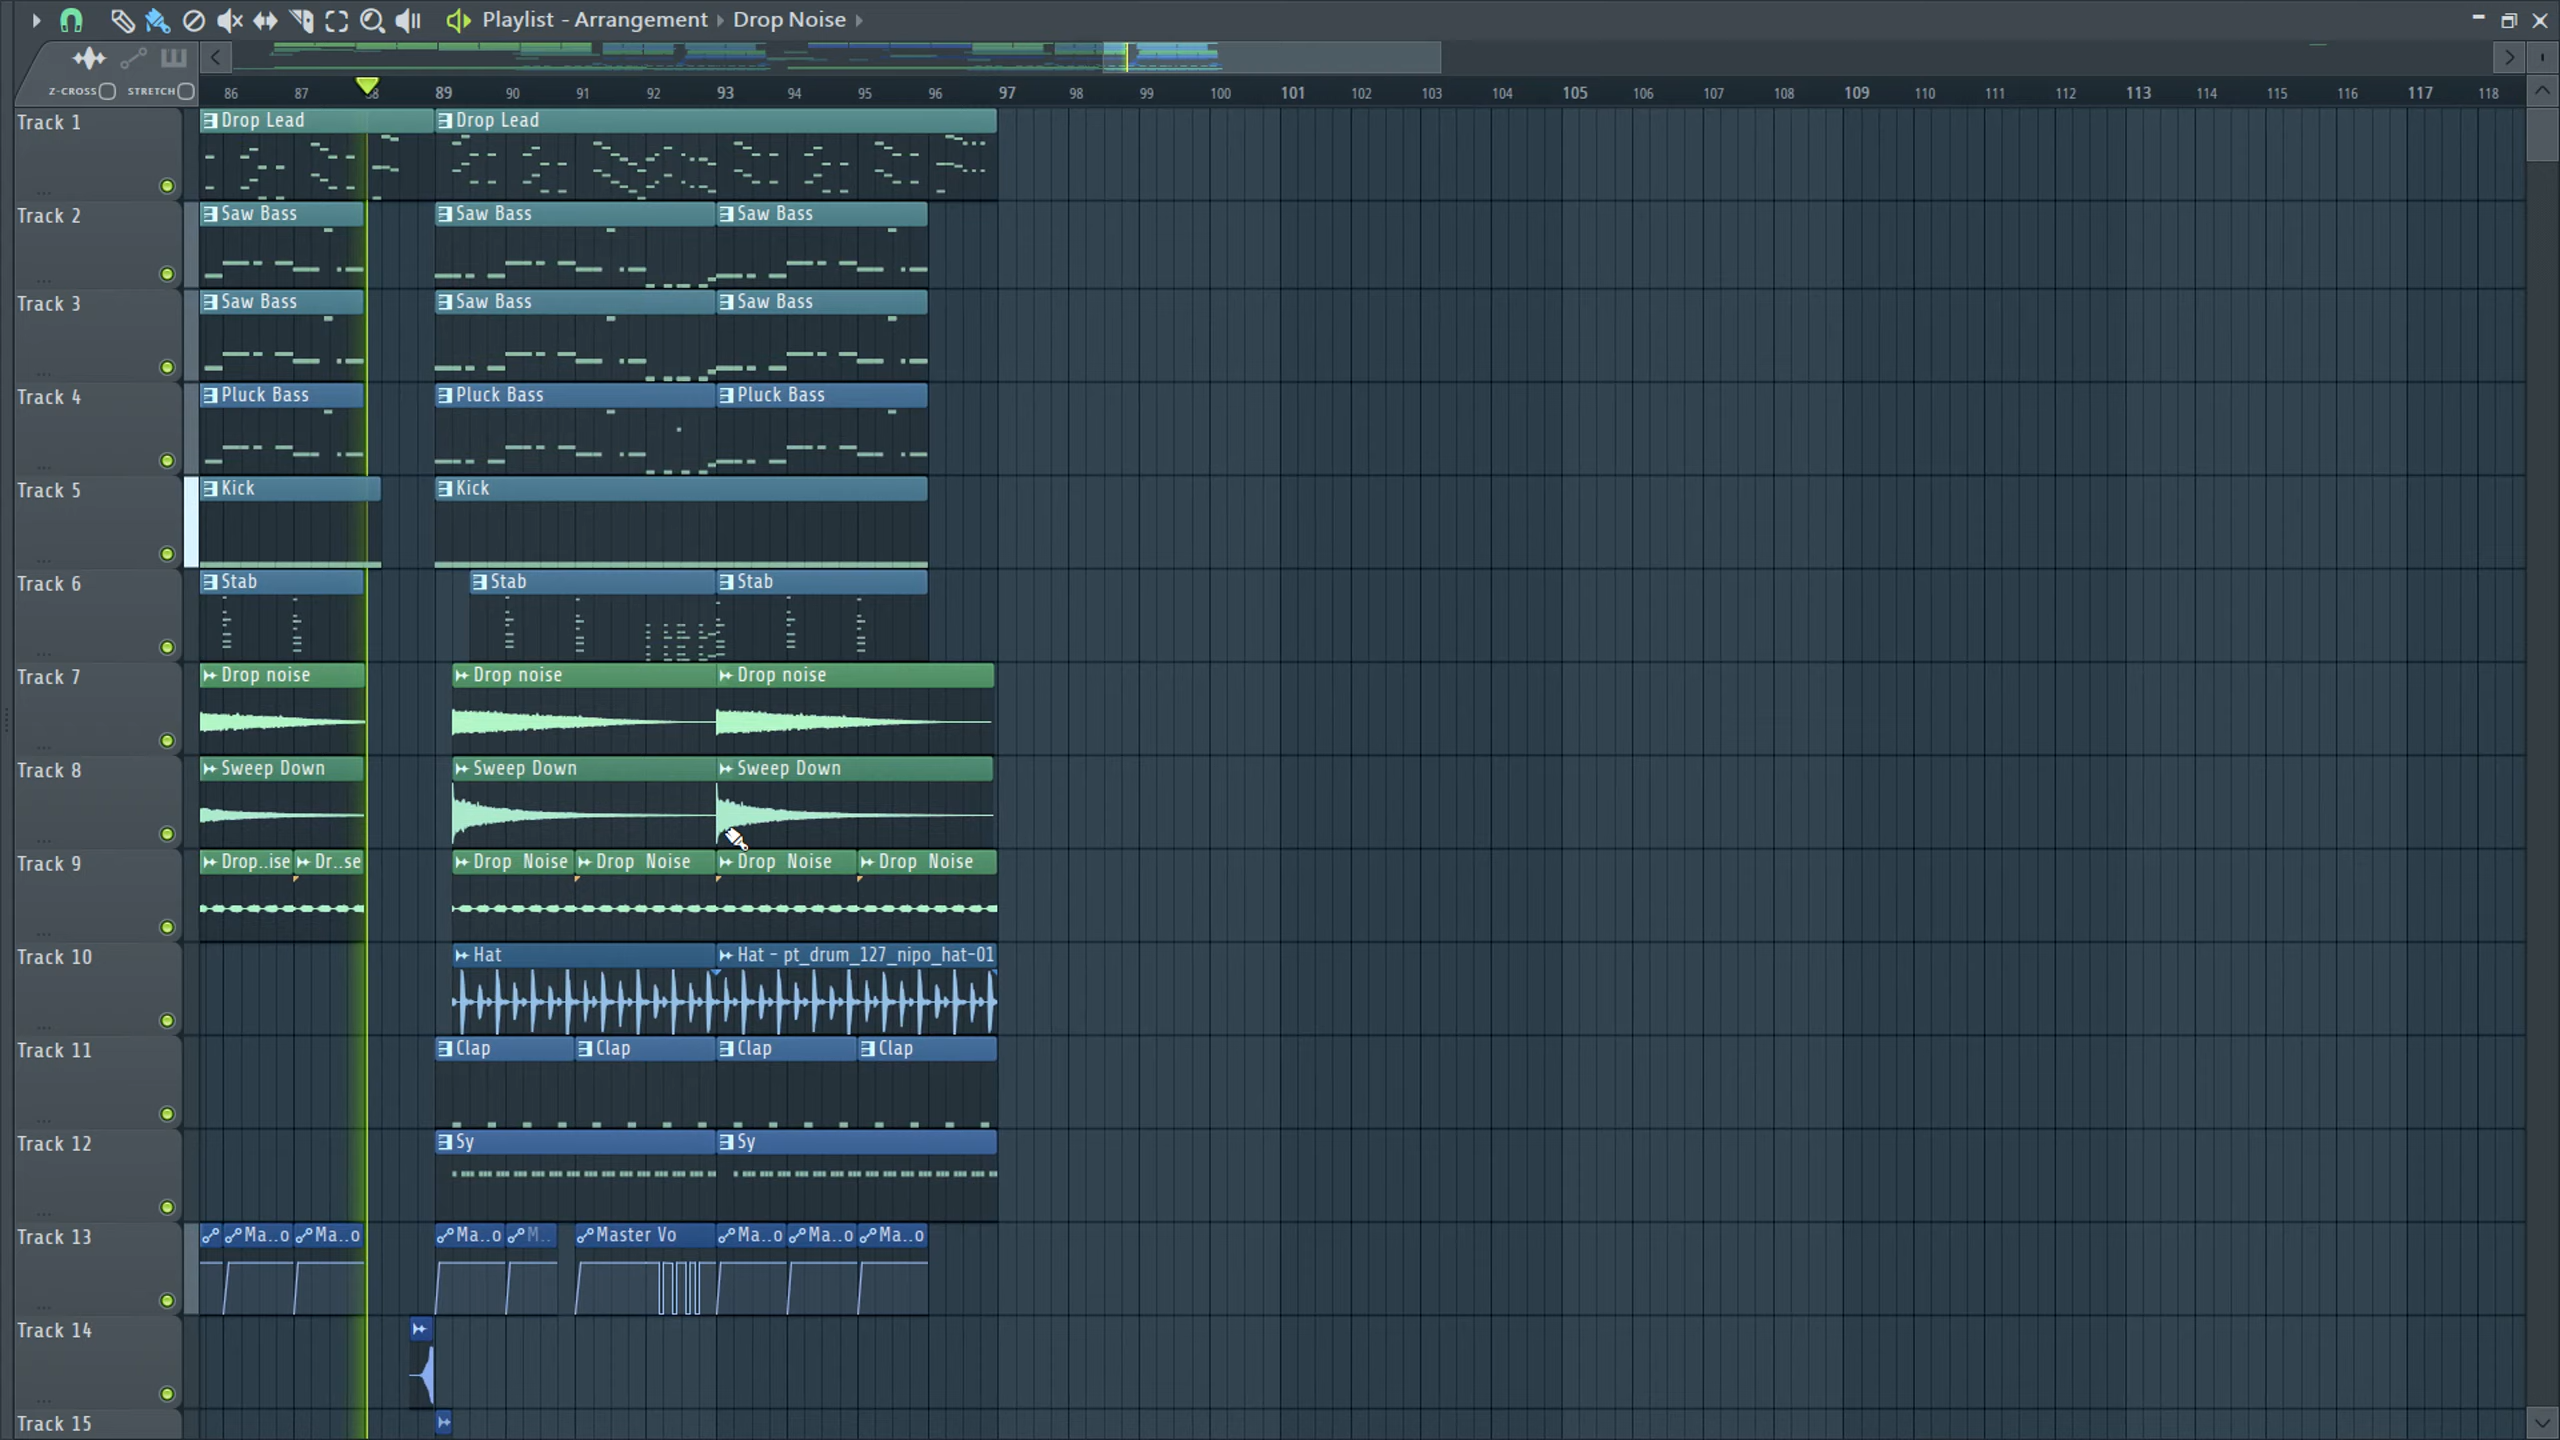 Playlist - Arrangement › Drop Noise ›
Z-CROSS STRETCH
86 87 88 89 90 91 92 93 94 95 96 97 98 99 100 101 102 103 104 105 106 107 108 109 110 111 112 113 114 115 116 117 118
Track 1 Drop Lead Drop Lead
Track 2 Saw Bass Saw Bass Saw Bass
Track 3 Saw Bass Saw Bass Saw Bass
Track 4 Pluck Bass Pluck Bass Pluck Bass
Track 5 Kick Kick
Track 6 Stab Stab Stab
Track 7 Drop noise Drop noise Drop noise
Track 8 Sweep Down Sweep Down Sweep Down
Track 9 Drop..ise Dr..se Drop Noise Drop Noise Drop Noise Drop Noise
Track 10 Hat Hat - pt_drum_127_nipo_hat-01
Track 11 Clap Clap Clap Clap
Track 12 Sy Sy
Track 13 Ma..o Ma..o Ma..o M.. Master Vo Ma..o Ma..o Ma..o
Track 14
Track 15